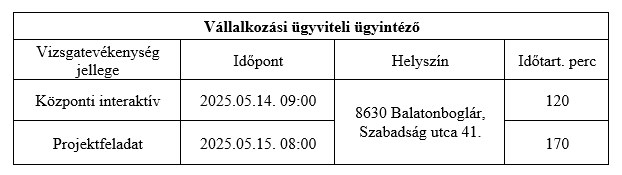 Vállalkozási ügyviteli ügyintéző
Vizsgatevékenység
jellege
Időpont
Helyszín
Időtart. perc
Központi interaktív
2025.05.14. 09:00
8630 Balatonboglár,
Szabadság utca 41.
120
Projektfeladat
2025.05.15. 08:00
170